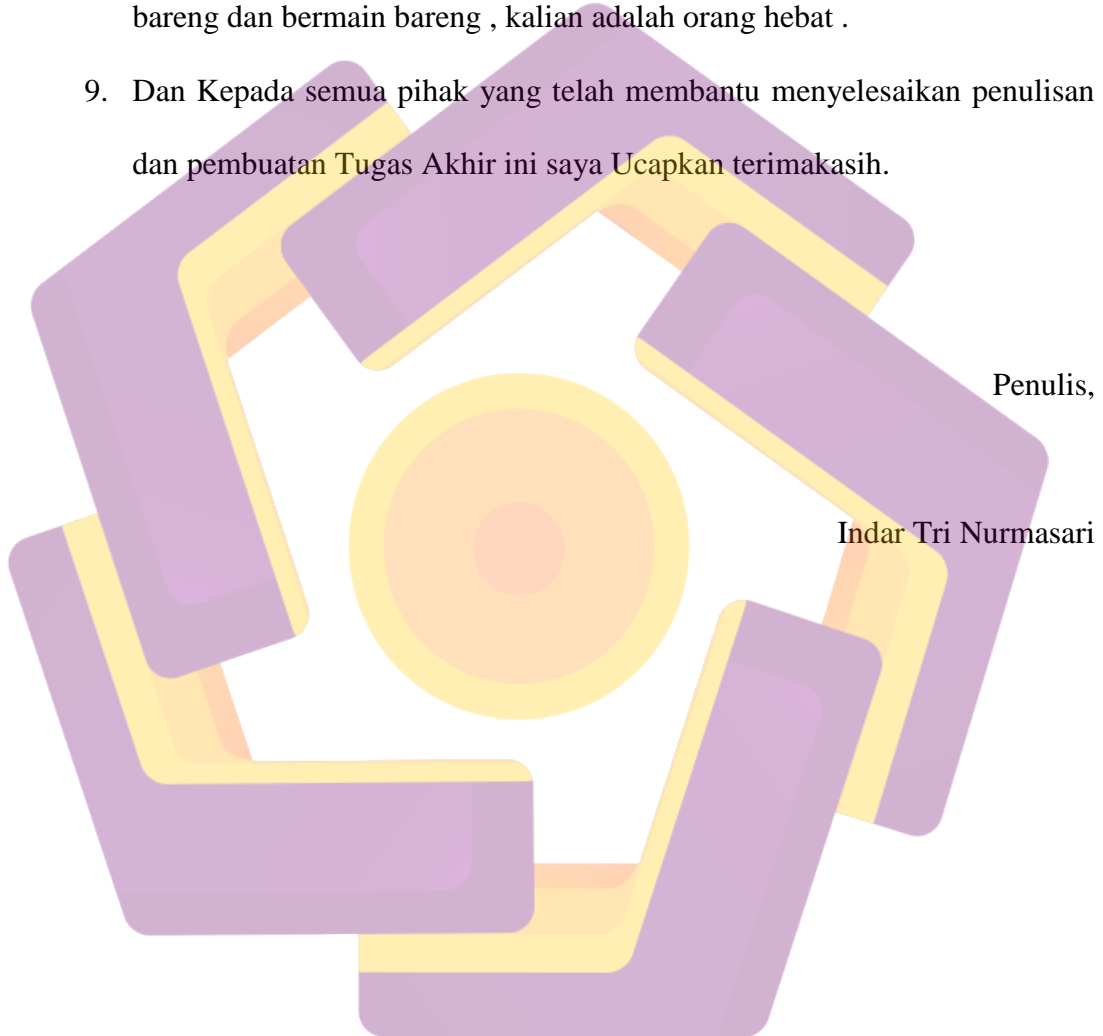 bareng dan bermain bareng , kalian adalah orang hebat .
9. Dan Kepada semua pihak yang telah membantu menyelesaikan penulisan
dan pembuatan Tugas Akhir ini saya Ucapkan terimakasih.
Penulis,
Indar Tri Nurmasari